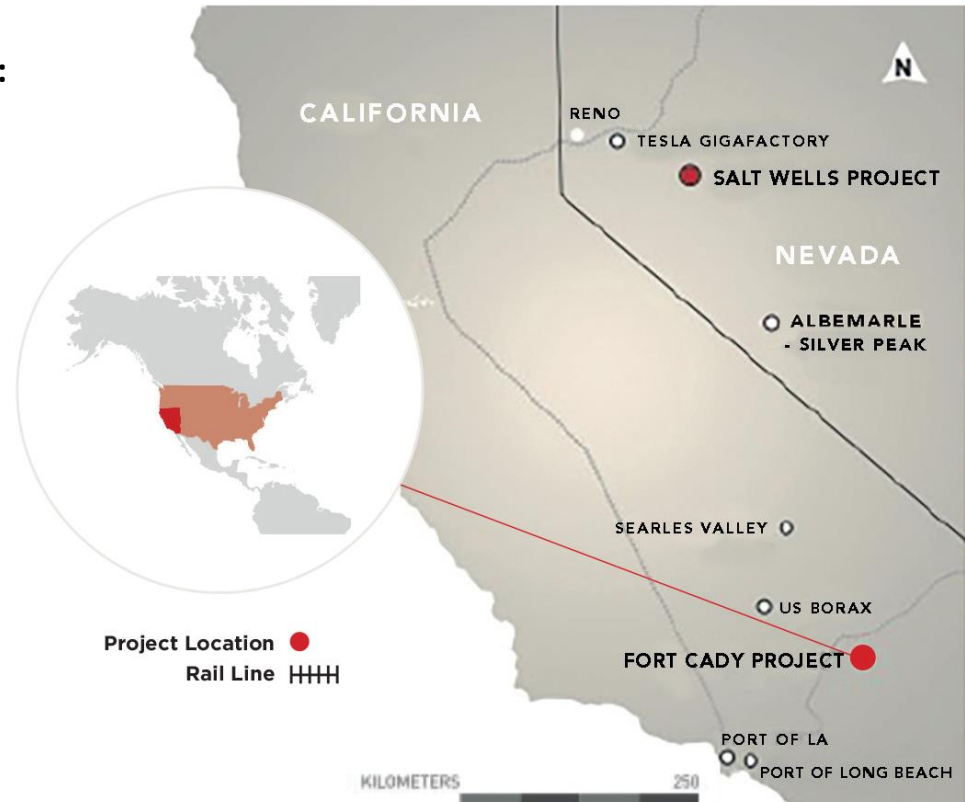 :
N
CALIFORNIA
RENO
TESLA GIGAFACTORY
SALT WELLS PROJECT
NEVADA
ALBEMARLE
- SILVER PEAK
SEARLES VALLEY
US BORAX
Project Location
FORT CADY PROJECT
Rail Line
PORT OF LA
PORT OF LONG BEACH
KILOMETERS 250